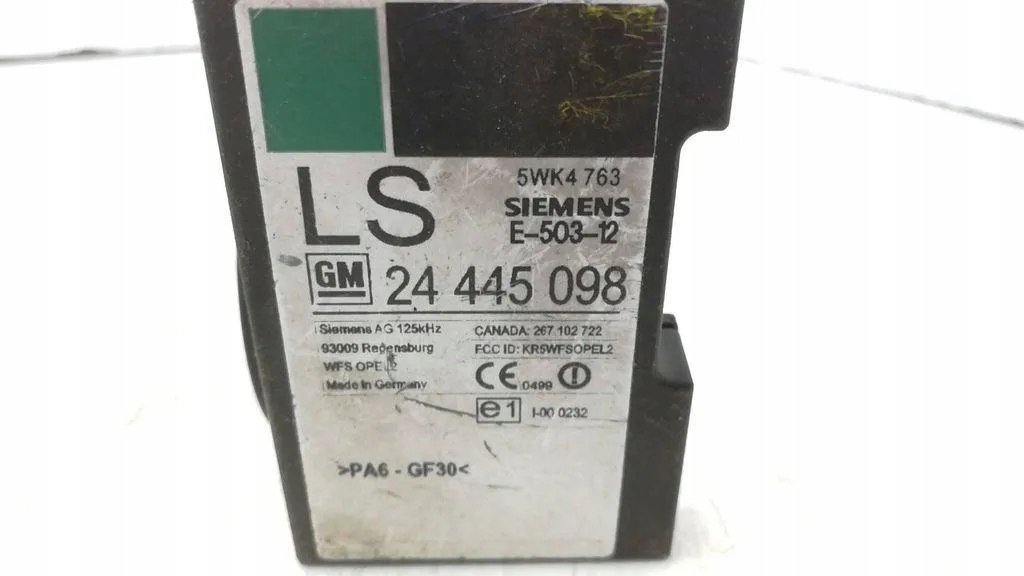 LS
5WK4 763
SIEMENS
E-503-12
GM
24 445 098
Siemens AG 125kHz
93009 Regensburg
WFS OPEL2
Made in Germany
CANADA: 267 102 722
FCC ID: KR5WFSOPEL2
CE 0499
e1 I-00 0232
>PA6 - GF30<